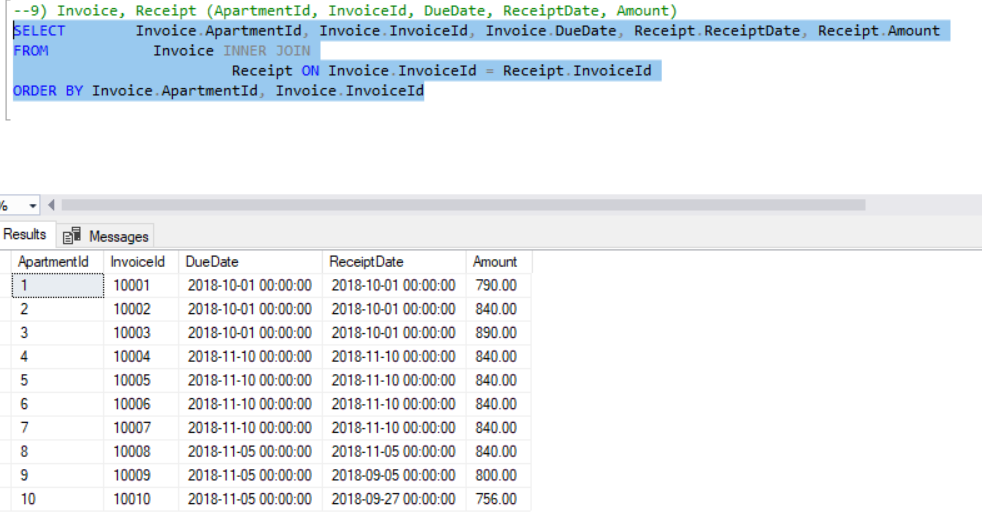 --9) Invoice, Receipt (ApartmentId, InvoiceId, DueDate, ReceiptDate, Amount)
SELECT Invoice.ApartmentId, Invoice.InvoiceId, Invoice.DueDate, Receipt.ReceiptDate, Receipt.Amount
FROM Invoice INNER JOIN
Receipt ON Invoice.InvoiceId = Receipt.InvoiceId
ORDER BY Invoice.ApartmentId, Invoice.InvoiceId
%
Results Messages
ApartmentId InvoiceId DueDate ReceiptDate Amount
1 10001 2018-10-01 00:00:00 2018-10-01 00:00:00 790.00
2 10002 2018-10-01 00:00:00 2018-10-01 00:00:00 840.00
3 10003 2018-10-01 00:00:00 2018-10-01 00:00:00 890.00
4 10004 2018-11-10 00:00:00 2018-11-10 00:00:00 840.00
5 10005 2018-11-10 00:00:00 2018-11-10 00:00:00 840.00
6 10006 2018-11-10 00:00:00 2018-11-10 00:00:00 840.00
7 10007 2018-11-10 00:00:00 2018-11-10 00:00:00 840.00
8 10008 2018-11-05 00:00:00 2018-11-05 00:00:00 840.00
9 10009 2018-11-05 00:00:00 2018-09-05 00:00:00 800.00
10 10010 2018-11-05 00:00:00 2018-09-27 00:00:00 756.00